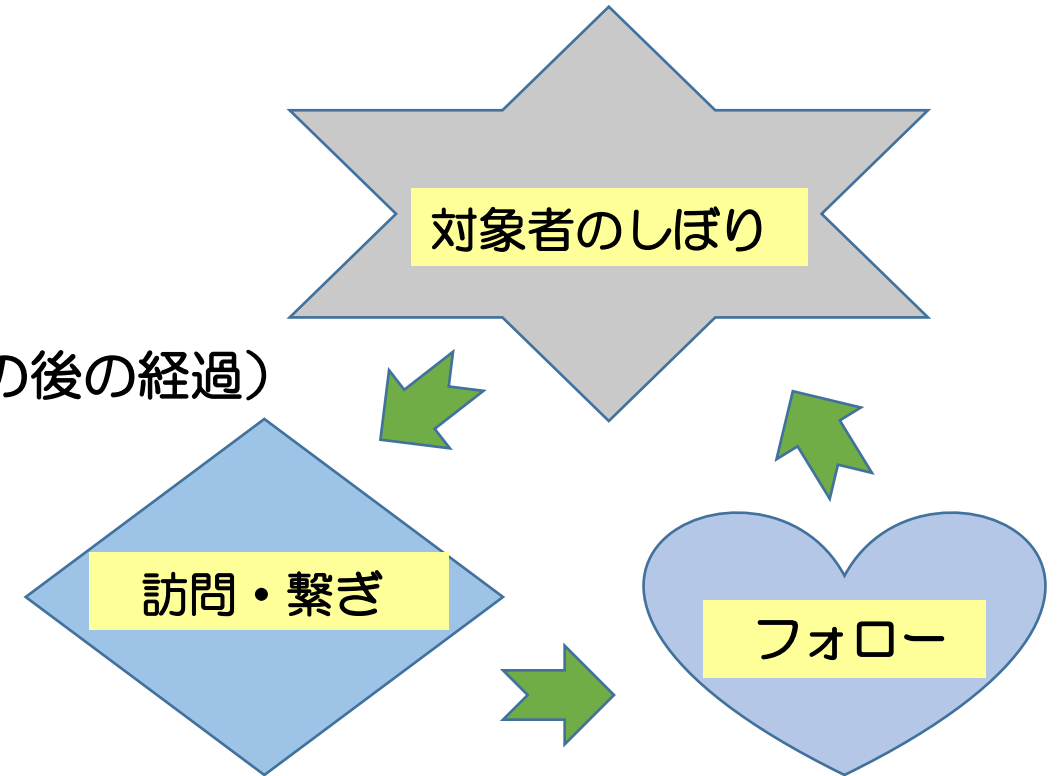 対象者のしぼり
の後の経過）
訪問・繋ぎ
フォロー